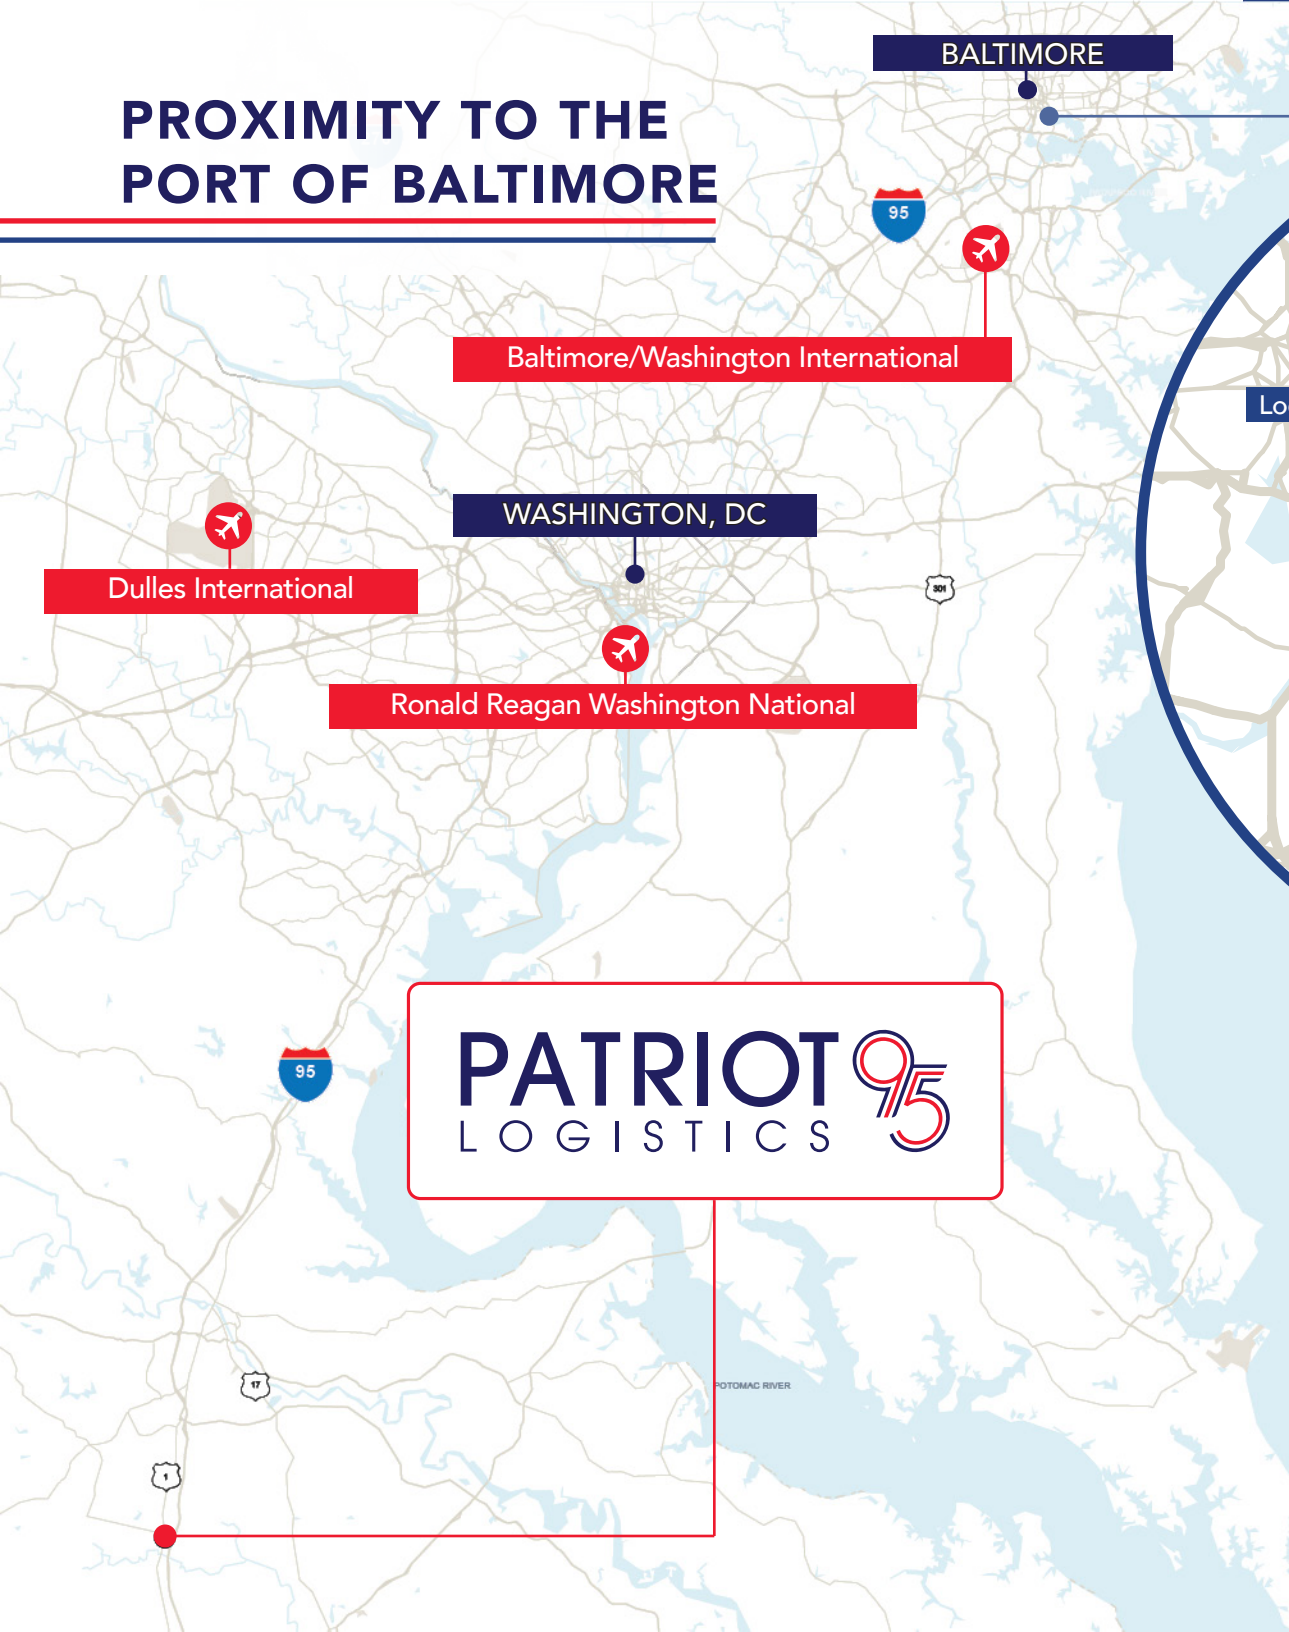 BALTIMORE
PROXIMITY TO THE
PORT OF BALTIMORE
95
Baltimore/Washington International
WASHINGTON, DC
Dulles International
301
Ronald Reagan Washington National
PATRIOT 95
LOGISTICS
95
POTOMAC RIVER
17
1